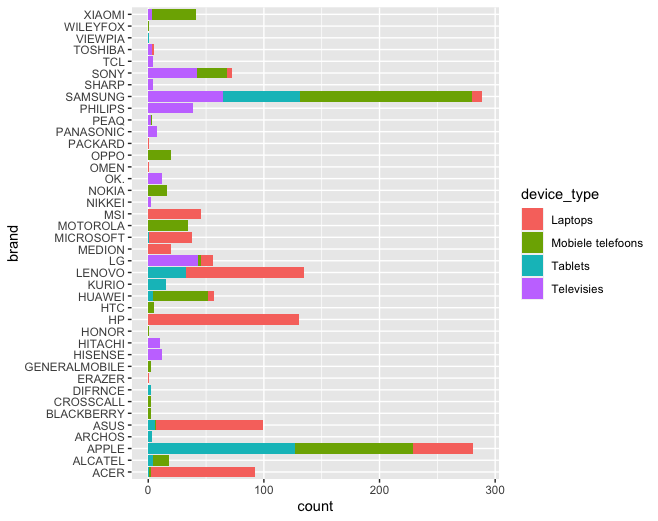 XIAOMI
WILEYFOX
VIEWPIA
TOSHIBA
TCL
SONY
SHARP
SAMSUNG
PHILIPS
PEAQ
PANASONIC
PACKARD
OPPO
OMEN
OK.
NOKIA
NIKKEI
MSI
MOTOROLA
MICROSOFT
MEDION
LG
LENOVO
KURIO
HUAWEI
HTC
HP
HONOR
HITACHI
HISENSE
GENERALMOBILE
ERAZER
DIFRNCE
CROSSCALL
BLACKBERRY
ASUS
ARCHOS
APPLE
ALCATEL
ACER
brand
0 100 200 300
count
device_type
Laptops
Mobiele telefoons
Tablets
Televisies